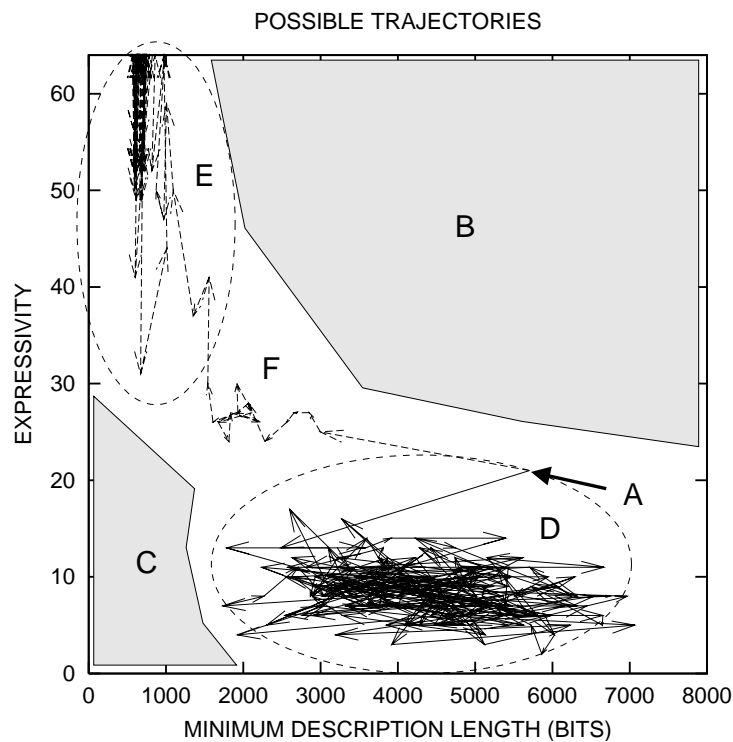 POSSIBLE TRAJECTORIES
60
50
40
30
20
10
0
EXPRESSIVITY
E
B
F
A
D
C
0 1000 2000 3000 4000 5000 6000 7000 8000
MINIMUM DESCRIPTION LENGTH (BITS)